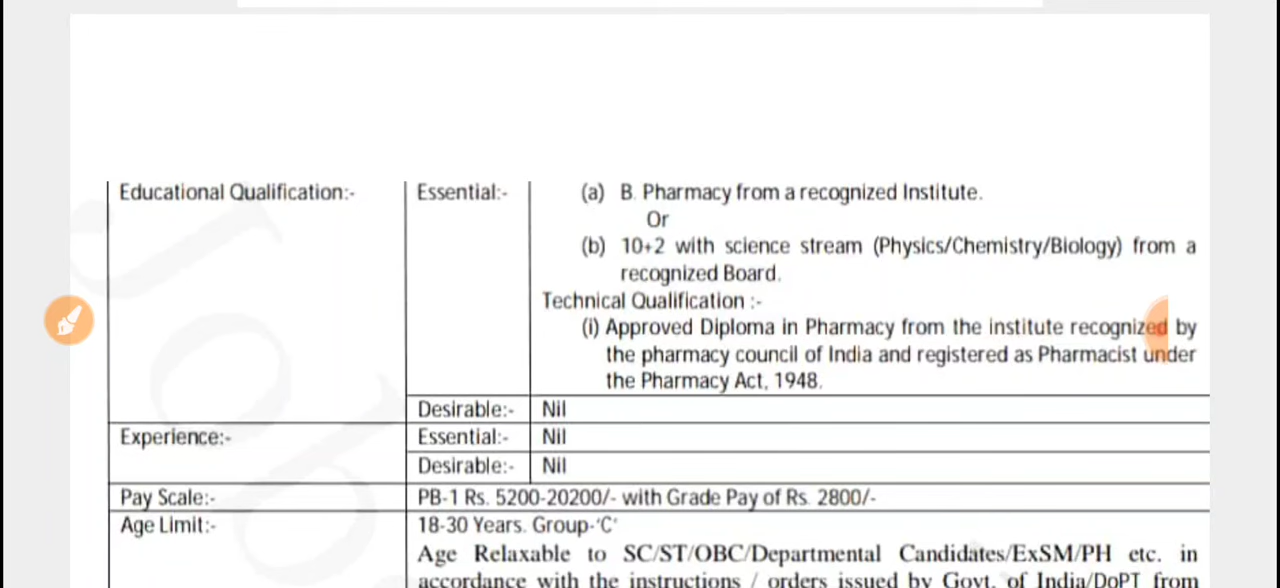 Educational Qualification:- Essential:- (a) B. Pharmacy from a recognized Institute.
Or
(b) 10+2 with science stream (Physics/Chemistry/Biology) from a
recognized Board.
Technical Qualification :-
(i) Approved Diploma in Pharmacy from the institute recognized by
the pharmacy council of India and registered as Pharmacist under
the Pharmacy Act, 1948.
Desirable:- Nil
Experience:- Essential:- Nil
Desirable:- Nil
Pay Scale:- PB-1 Rs. 5200-20200/- with Grade Pay of Rs. 2800/-
Age Limit:- 18-30 Years. Group-'C'
Age Relaxable to SC/ST/OBC/Departmental Candidates/ExSM/PH etc. in
accordance with the instructions / orders issued by Govt. of India/DoPT from